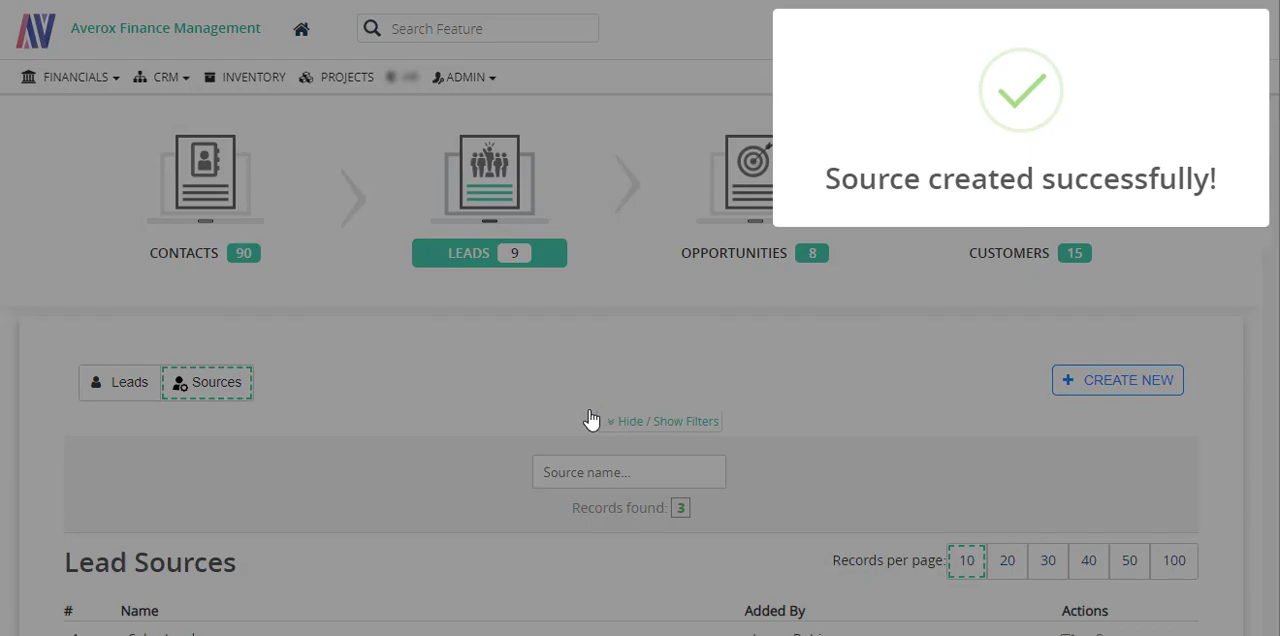 AV Averox Finance Management
Search Feature
FINANCIALS CRM INVENTORY PROJECTS ADMIN
Source created successfully!
CONTACTS 90
LEADS 9
OPPORTUNITIES 8
CUSTOMERS 15
Leads Sources
+ CREATE NEW
Hide / Show Filters
Source name...
Records found: 3
Lead Sources
Records per page: 10 20 30 40 50 100
# Name Added By Actions